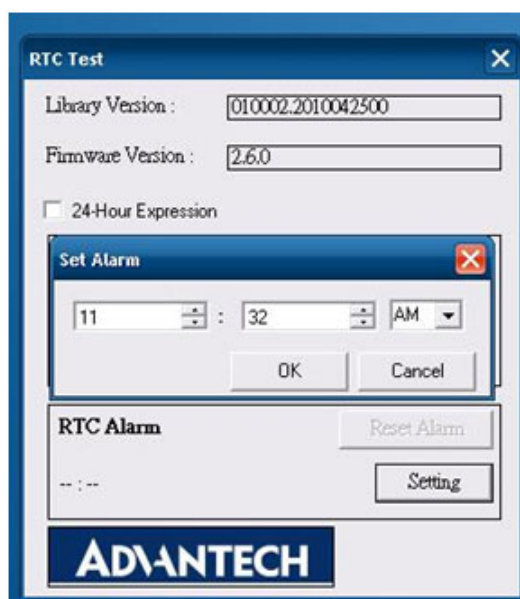 RTC Test
Library Version : 010002.2010042500
Firmware Version : 2.6.0
24-Hour Expression
Set Alarm
11 : 32 AM
OK Cancel
RTC Alarm Reset Alarm
-- : -- Setting
ADVANTECH